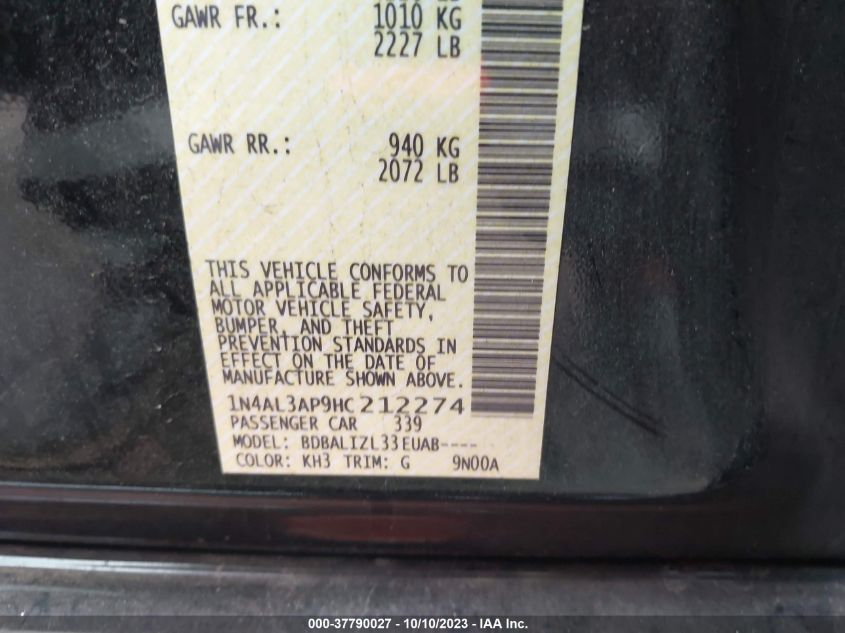 GAWR FR.: 1010 KG
2227 LB
GAWR RR.: 940 KG
2072 LB
THIS VEHICLE CONFORMS TO
ALL APPLICABLE FEDERAL
MOTOR VEHICLE SAFETY,
BUMPER, AND THEFT
PREVENTION STANDARDS IN
EFFECT ON THE DATE OF
MANUFACTURE SHOWN ABOVE.
1N4AL3AP9HC212274
PASSENGER CAR 339
MODEL: BDBALIZL33EUAB----
COLOR: KH3 TRIM: G 9N00A
000-37790027 - 10/10/2023 - IAA Inc.